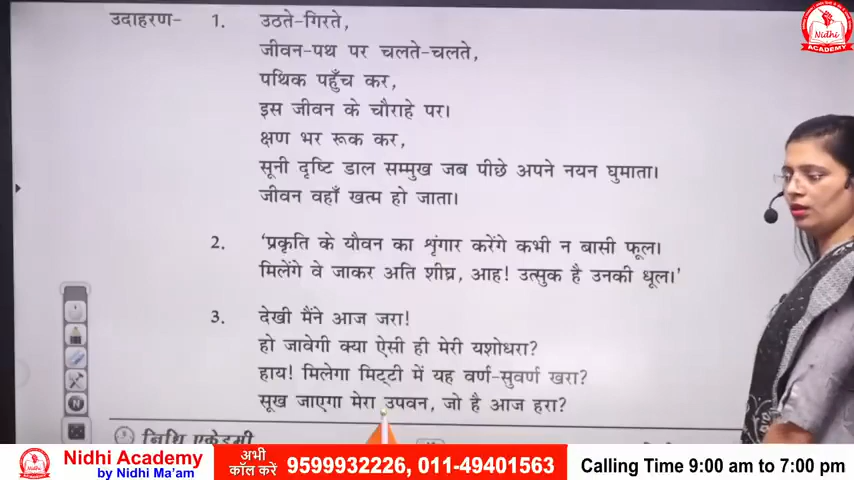 उदाहरण- 1. उठते-गिरते,
जीवन-पथ पर चलते-चलते,
पथिक पहुँच कर,
इस जीवन के चौराहे पर।
क्षण भर रूक कर,
सूनी दृष्टि डाल सम्मुख जब पीछे अपने नयन घुमाता।
जीवन वहाँ खत्म हो जाता।
2. 'प्रकृति के यौवन का शृंगार करेंगे कभी न बासी फूल।
मिलेंगे वे जाकर अति शीघ्र, आह! उत्सुक है उनकी धूल।'
3. देखी मैंने आज जरा!
हो जावेगी क्या ऐसी ही मेरी यशोधरा?
हाय! मिलेगा मिट्टी में यह वर्ण-सुवर्ण खरा?
सूख जाएगा मेरा उपवन, जो है आज हरा?
निधि एकेडमी
Nidhi
ACADEMY
Nidhi Academy
by Nidhi Ma'am
अभी
कॉल करें
9599932226, 011-49401563
Calling Time 9:00 am to 7:00 pm